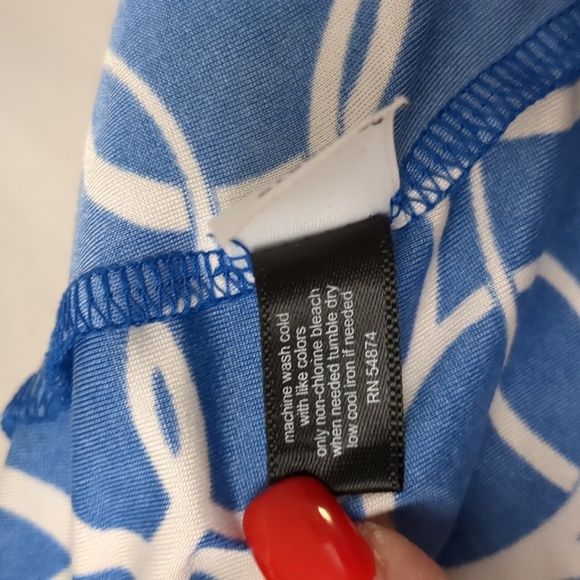 machine wash cold
with like colors
only non-chlorine bleach
when needed tumble dry
low cool iron if needed
RN 54874